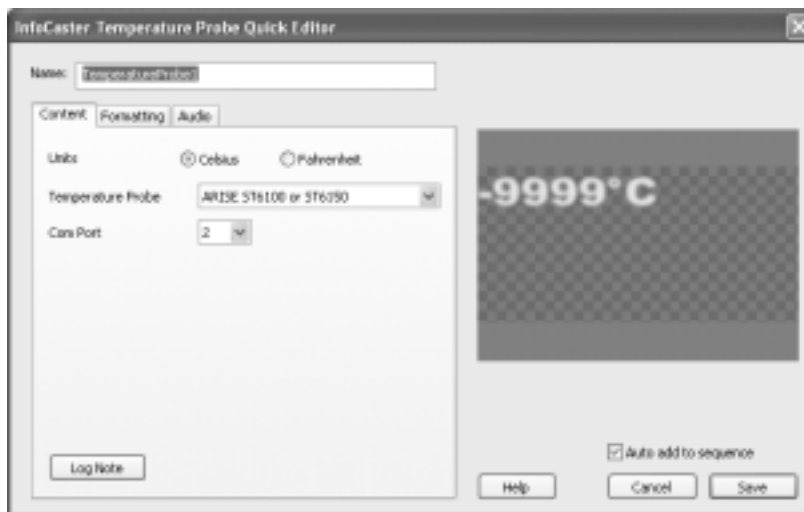 InfoCaster Temperature Probe Quick Editor
Name: TemperatureProbe1
Content Formatting Audio
Units Celsius Fahrenheit
Temperature Probe ARISE ST6100 or ST6150
Com Port 2
-9999°C
Log Note
Auto add to sequence
Help Cancel Save